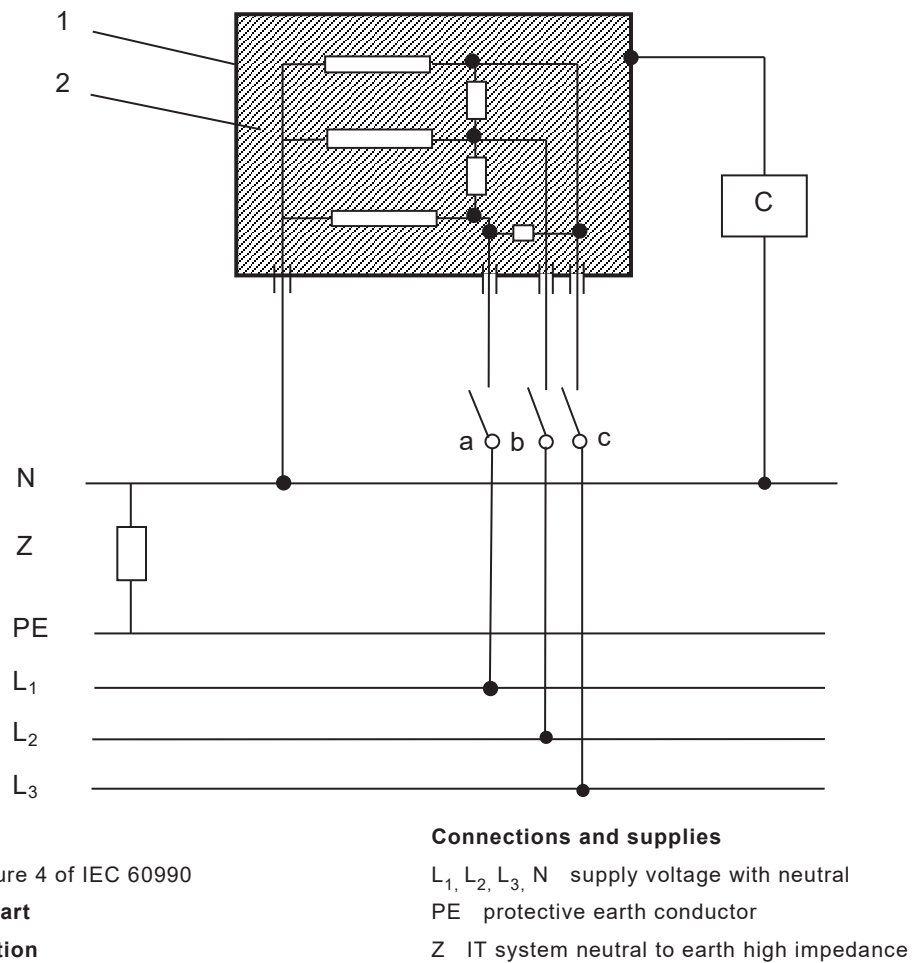 1
2
C
a b c
N
Z
PE
L1
L2
L3
Connections and supplies
ure 4 of IEC 60990
L1, L2, L3, N supply voltage with neutral
art
PE protective earth conductor
tion
Z IT system neutral to earth high impedance